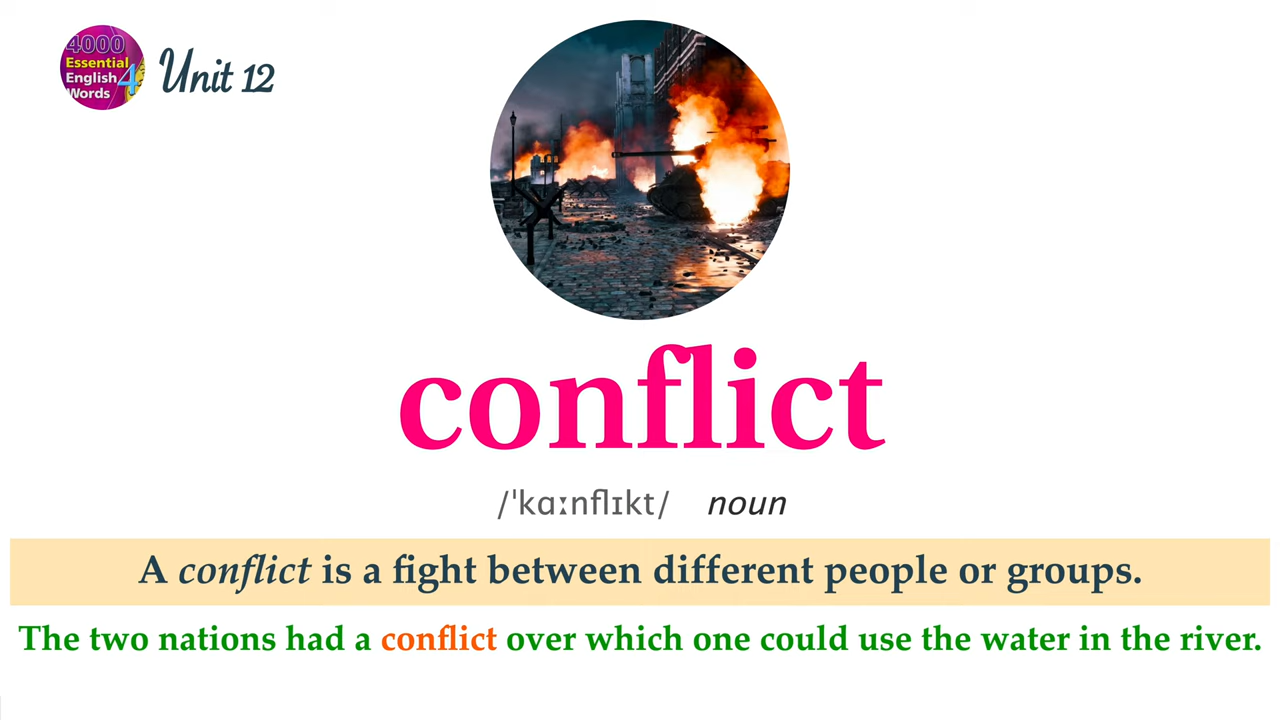 4000
Essential
English
Words
4
Unit 12
conflict
/ˈkɑːnflɪkt/ noun
A conflict is a fight between different people or groups.
The two nations had a conflict over which one could use the water in the river.